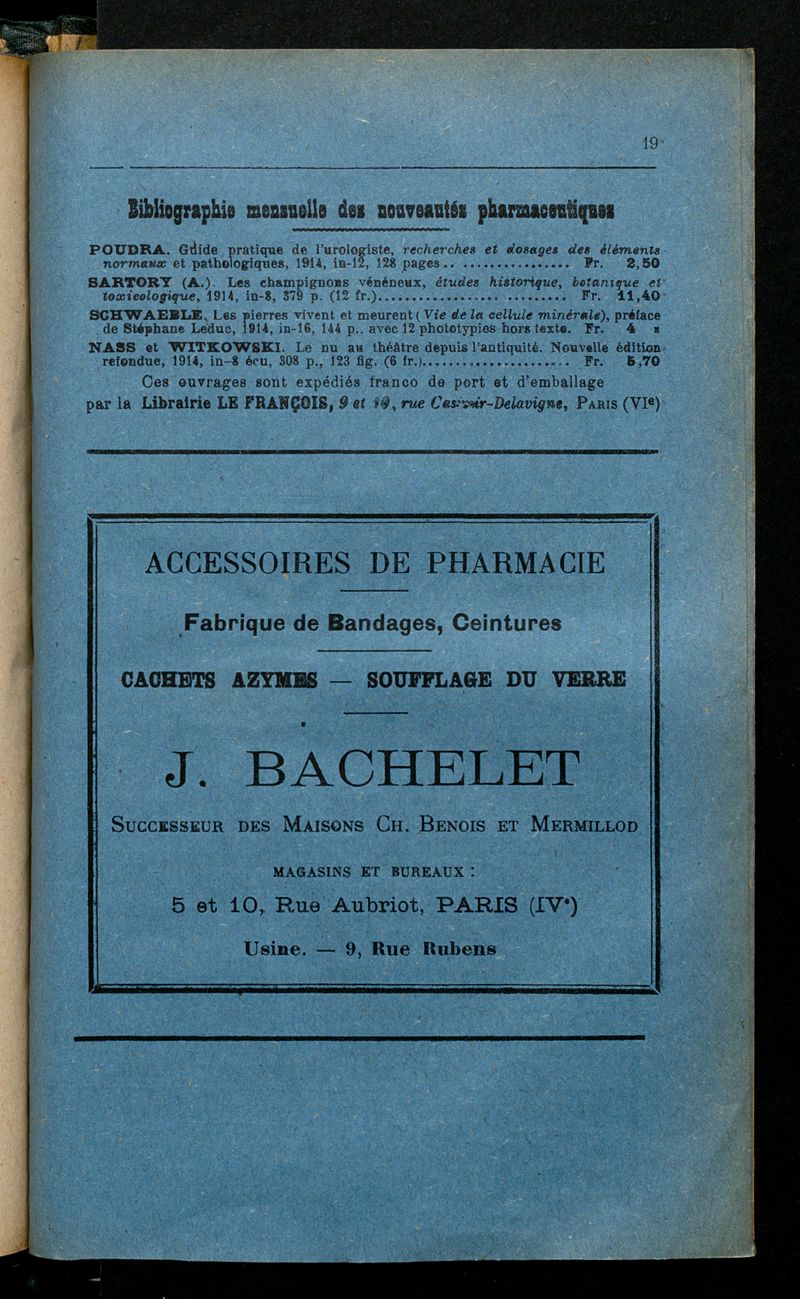 19
Bibliographie mensuelle des nouveautés pharmaceutiques
POUDRA. Guide pratique de l'urologiste, recherches et dosages des éléments
normaux et pathologiques, 1914, in-12, 128 pages .. ................. Fr. 2,50
SARTORY (A.). Les champignons vénéneux, études historique, botanique et
toxicologique, 1914, in-8, 379 p. (12 fr.)................... .......... Fr. 11,40
SCHWAEBLÉ. Les pierres vivent et meurent (Vie de la cellule minérale), préface
de Stéphane Leduc, 1914, in-16, 144 p., avec 12 phototypies hors texte. Fr. 4 »
NASS et WITKOWSKI. Le nu au théâtre depuis l'antiquité. Nouvelle édition
refondue, 1914, in-8 écu, 308 p., 123 fig. (6 fr.)......................... Fr. 5,70
Ces ouvrages sont expédiés franco de port et d'emballage
par la Librairie LE FRANÇOIS, 9 et 10, rue Casimir-Delavigne, PARIS (VIe)
ACCESSOIRES DE PHARMACIE
Fabrique de Bandages, Ceintures
CACHETS AZYMES — SOUFFLAGE DU VERRE
J. BACHELET
SUCCESSEUR DES MAISONS CH. BENOIS ET MERMILLOD
MAGASINS ET BUREAUX :
5 et 10, Rue Aubriot, PARIS (IVe)
Usine. — 9, Rue Rubens